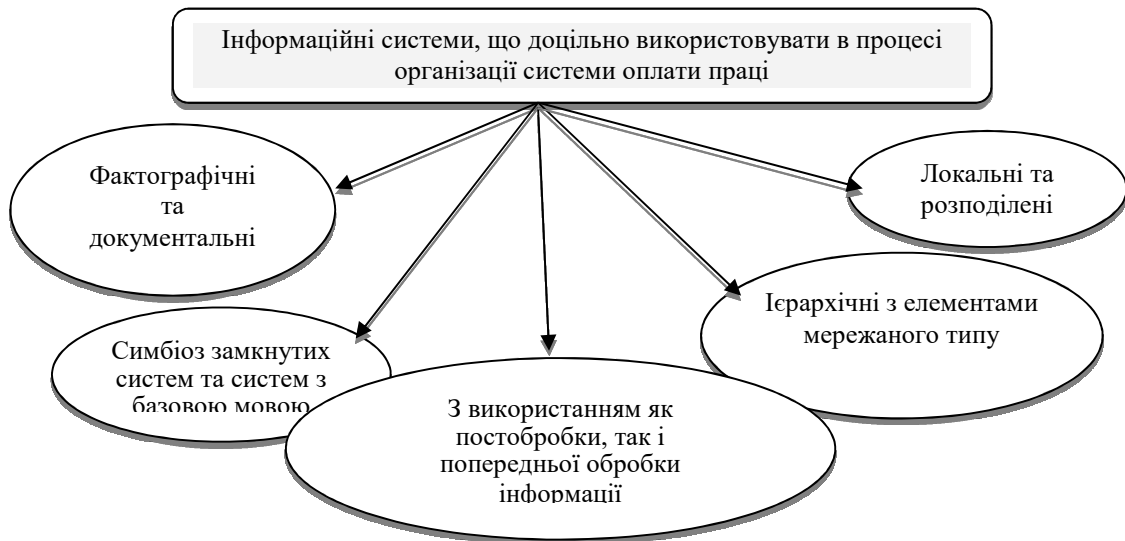 Інформаційні системи, що доцільно використовувати в процесі
організації системи оплати праці
Фактографічні
та
документальні
Локальні та
розподілені
Ієрархічні з елементами
мережаного типу
Симбіоз замкнутих
систем та систем з
базовою мовою
З використанням як
постобробки, так і
попередньої обробки
інформації